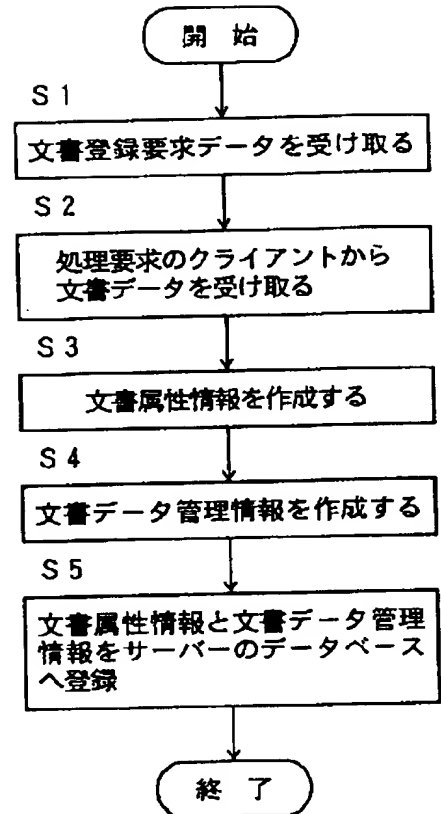 開 始
S1
文書登録要求データを受け取る
S2
処理要求のクライアントから
文書データを受け取る
S3
文書属性情報を作成する
S4
文書データ管理情報を作成する
S5
文書属性情報と文書データ管理
情報をサーバーのデータベース
へ登録
終 了